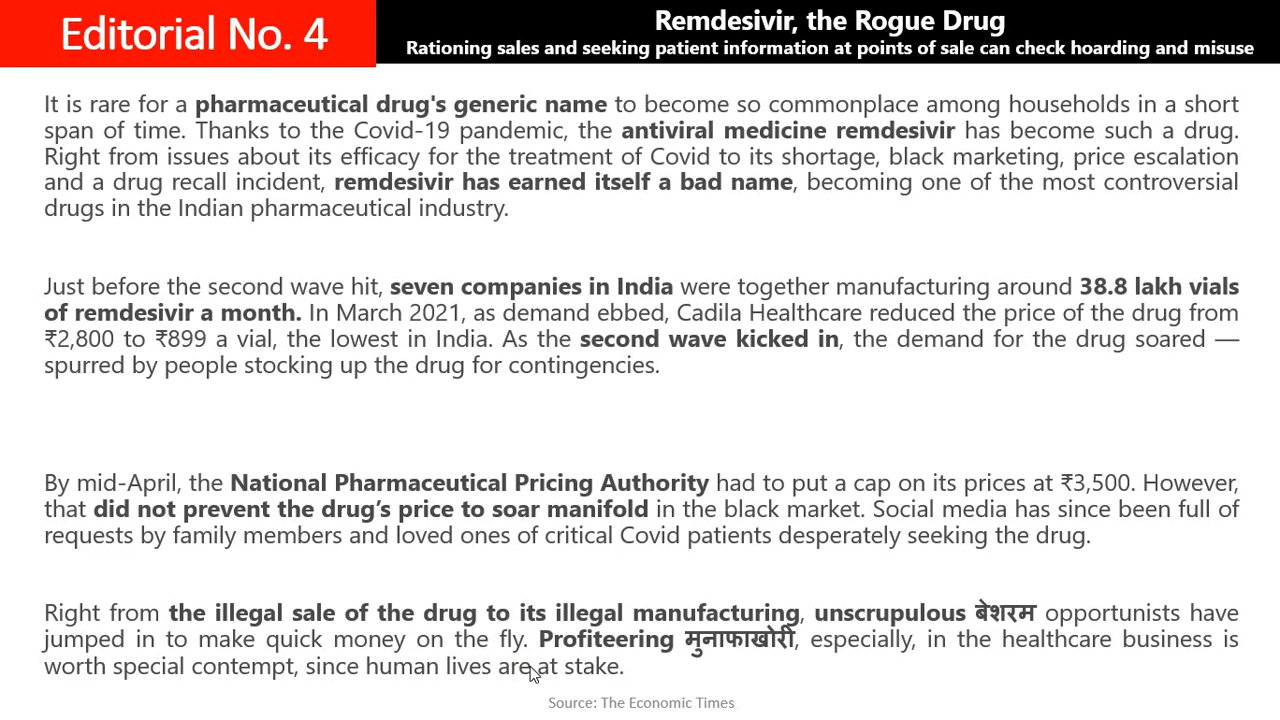 Editorial No. 4
Remdesivir, the Rogue Drug
Rationing sales and seeking patient information at points of sale can check hoarding and misuse
It is rare for a pharmaceutical drug's generic name to become so commonplace among households in a short
span of time. Thanks to the Covid-19 pandemic, the antiviral medicine remdesivir has become such a drug.
Right from issues about its efficacy for the treatment of Covid to its shortage, black marketing, price escalation
and a drug recall incident, remdesivir has earned itself a bad name, becoming one of the most controversial
drugs in the Indian pharmaceutical industry.
Just before the second wave hit, seven companies in India were together manufacturing around 38.8 lakh vials
of remdesivir a month. In March 2021, as demand ebbed, Cadila Healthcare reduced the price of the drug from
₹2,800 to ₹899 a vial, the lowest in India. As the second wave kicked in, the demand for the drug soared —
spurred by people stocking up the drug for contingencies.
By mid-April, the National Pharmaceutical Pricing Authority had to put a cap on its prices at ₹3,500. However,
that did not prevent the drug’s price to soar manifold in the black market. Social media has since been full of
requests by family members and loved ones of critical Covid patients desperately seeking the drug.
Right from the illegal sale of the drug to its illegal manufacturing, unscrupulous बेशरम opportunists have
jumped in to make quick money on the fly. Profiteering मुनाफाखोरी, especially, in the healthcare business is
worth special contempt, since human lives are at stake.
Source: The Economic Times